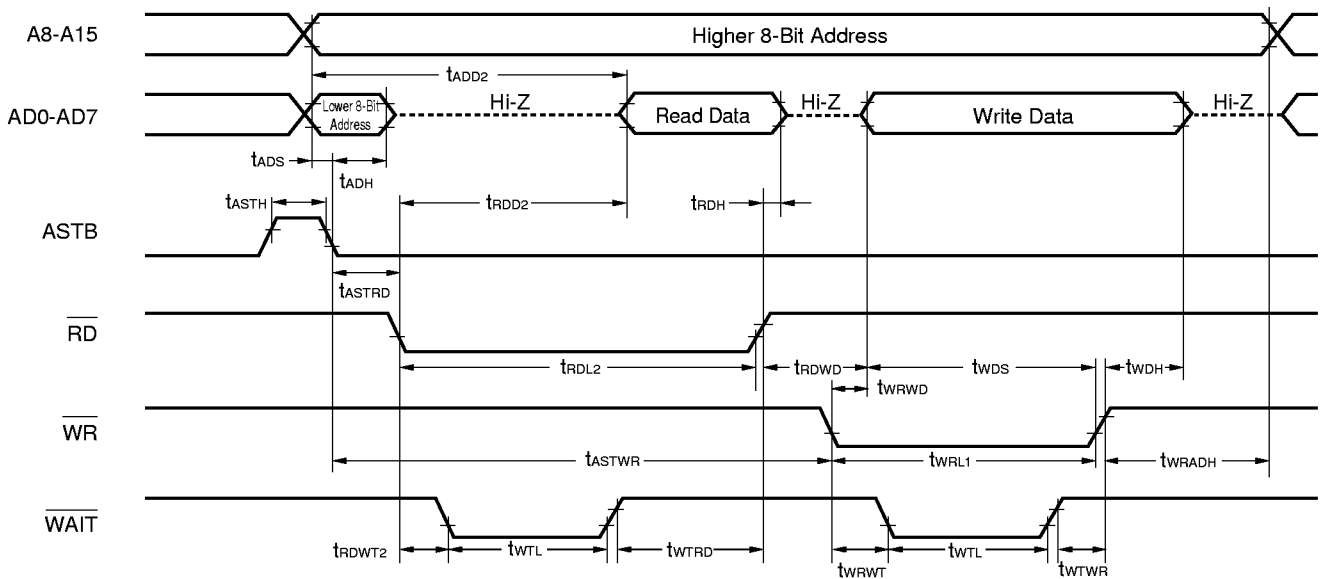 A8-A15
Higher 8-Bit Address
tADD2
AD0-AD7
Lower 8-Bit
Address
Hi-Z
Read Data
Hi-Z
Write Data
Hi-Z
tADS
tADH
tASTH
tRDD2
tRDH
ASTB
tASTRD
RD
tRDL2
tRDWD
tWDS
tWDH
tWRWD
WR
tASTWR
tWRL1
tWRADH
WAIT
tRDWT2
tWTL
tWTRD
tWRWT
tWTL
tWTWR